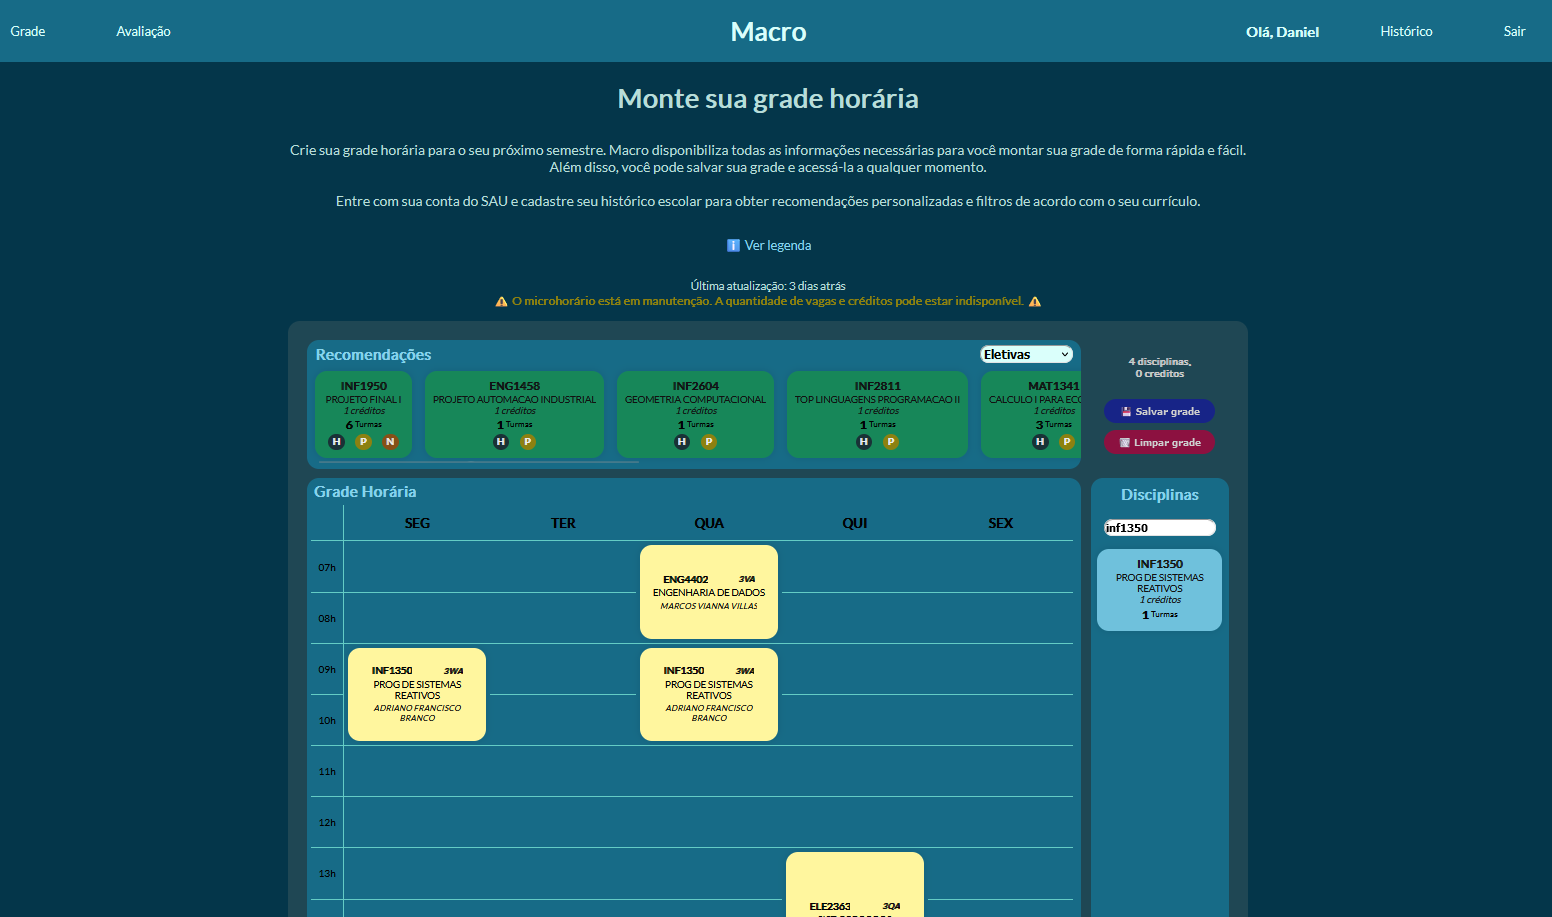 Grade
Avaliação
Macro
Olá, Daniel
Histórico
Sair
Monte sua grade horária
Crie sua grade horária para o seu próximo semestre. Macro disponibiliza todas as informações necessárias para você montar sua grade de forma rápida e fácil.
Além disso, você pode salvar sua grade e acessá-la a qualquer momento.
Entre com sua conta do SAU e cadastre seu histórico escolar para obter recomendações personalizadas e filtros de acordo com o seu currículo.
ℹ️ Ver legenda
Última atualização: 3 dias atrás
⚠️ O microhorário está em manutenção. A quantidade de vagas e créditos pode estar indisponível. ⚠️
Recomendações
Eletivas
INF1950
PROJETO FINAL I
1 créditos
6 Turmas
H P N
ENG1458
PROJETO AUTOMACAO INDUSTRIAL
1 créditos
1 Turmas
H P
INF2604
GEOMETRIA COMPUTACIONAL
1 créditos
1 Turmas
H P
INF2811
TOP LINGUAGENS PROGRAMACAO II
1 créditos
1 Turmas
H P
MAT1341
CALCULO I PARA EC
1 créditos
3 Turmas
H P
4 disciplinas,
0 creditos
Salvar grade
Limpar grade
Grade Horária
SEG TER QUA QUI SEX
07h
08h
09h
10h
11h
12h
13h
ENG4402 3VA
ENGENHARIA DE DADOS
MARCOS VIANNA VILLAS
INF1350 3WA
PROG DE SISTEMAS
REATIVOS
ADRIANO FRANCISCO
BRANCO
INF1350 3WA
PROG DE SISTEMAS
REATIVOS
ADRIANO FRANCISCO
BRANCO
ELE2363 3QA
Disciplinas
inf1350
INF1350
PROG DE SISTEMAS
REATIVOS
1 créditos
1 Turmas